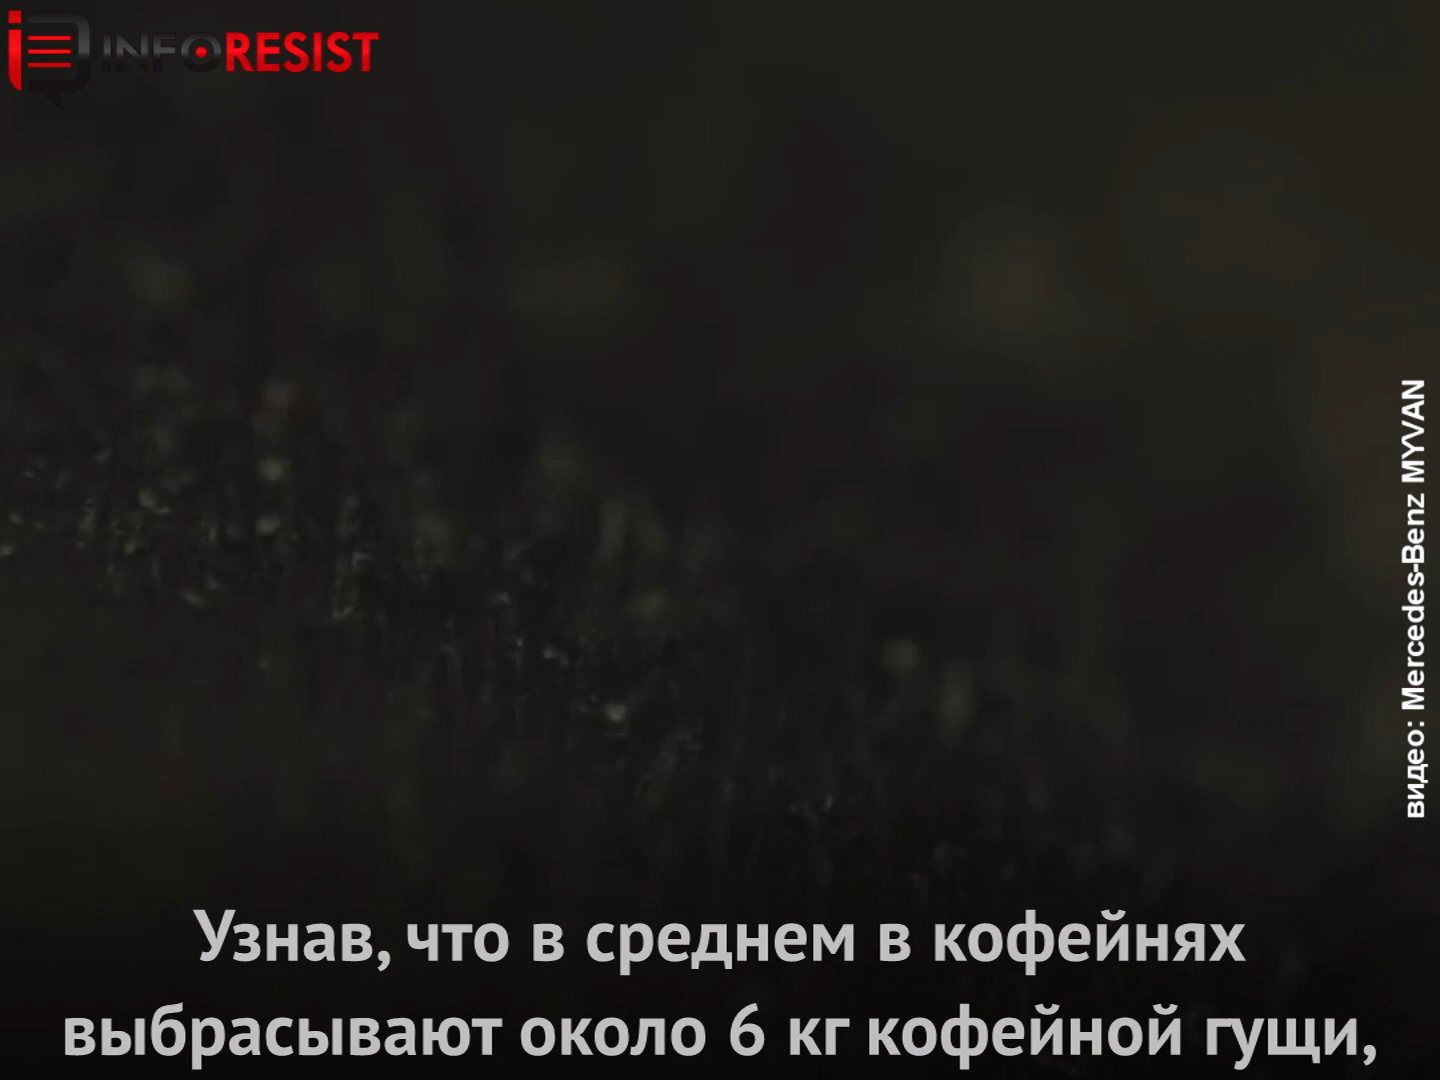 INFORESIST
видео: Mercedes-Benz MYVAN
Узнав, что в среднем в кофейнях
выбрасывают около 6 кг кофейной гущи,